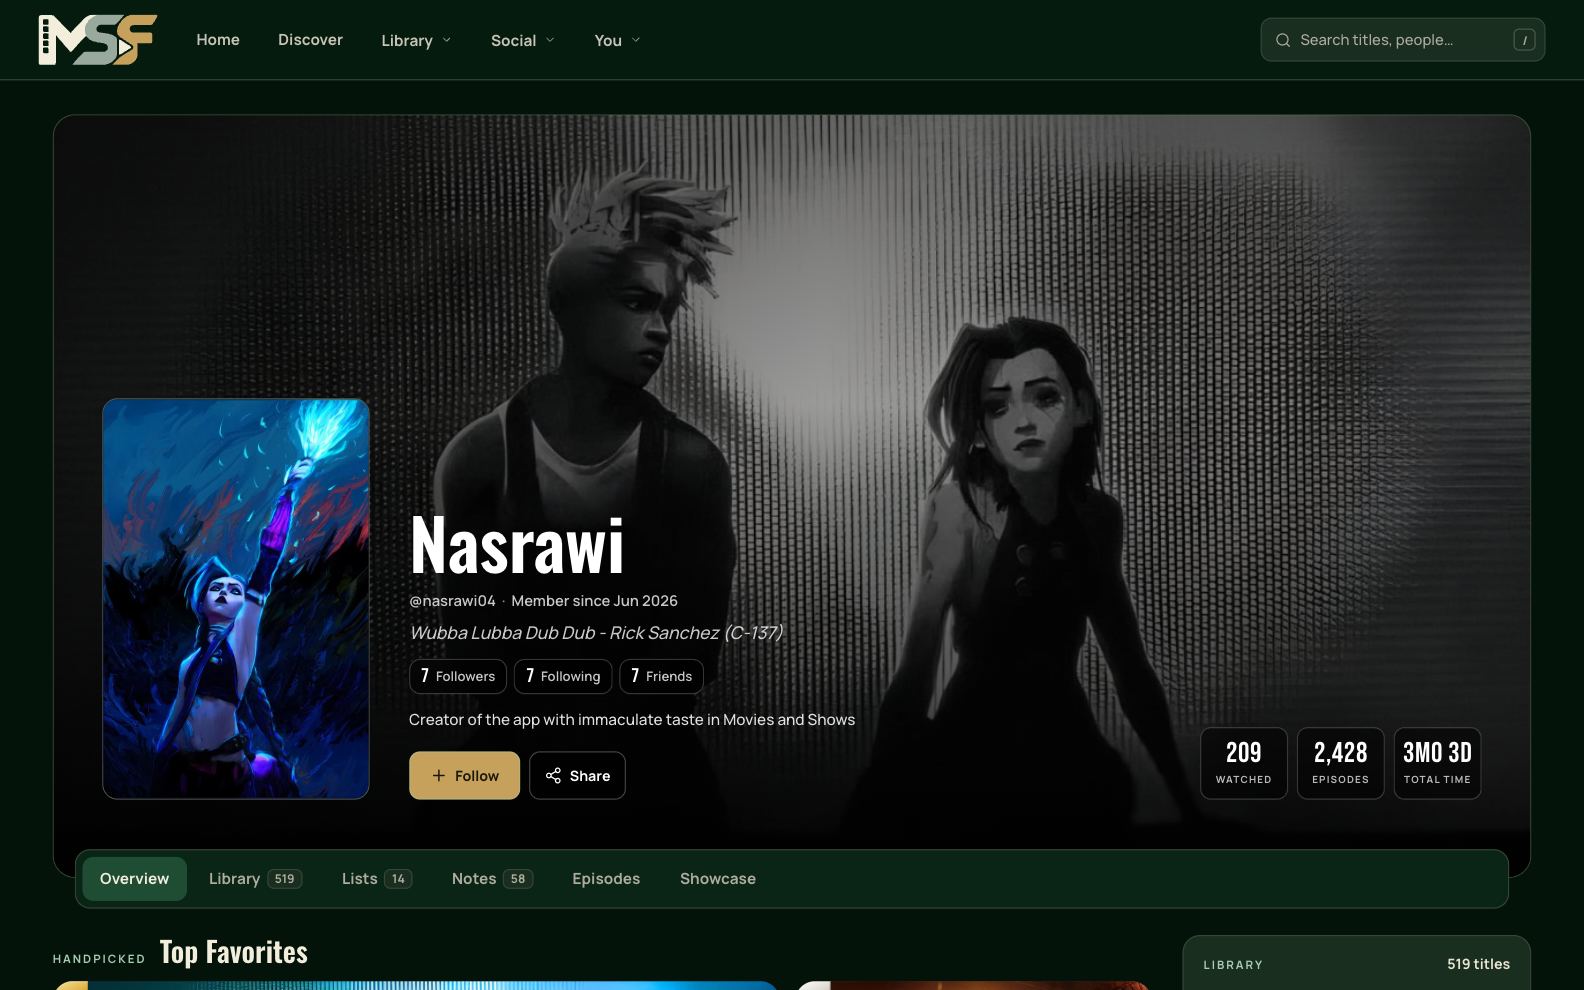 MSF
Home
Discover
Library
Social
You
Search titles, people...
/
Nasrawi
@nasrawi04 · Member since Jun 2026
Wubba Lubba Dub Dub - Rick Sanchez (C-137)
7 Followers
7 Following
7 Friends
Creator of the app with immaculate taste in Movies and Shows
+ Follow
Share
209
WATCHED
2,428
EPISODES
3MO 3D
TOTAL TIME
Overview
Library 519
Lists 14
Notes 58
Episodes
Showcase
HANDPICKED Top Favorites
LIBRARY
519 titles